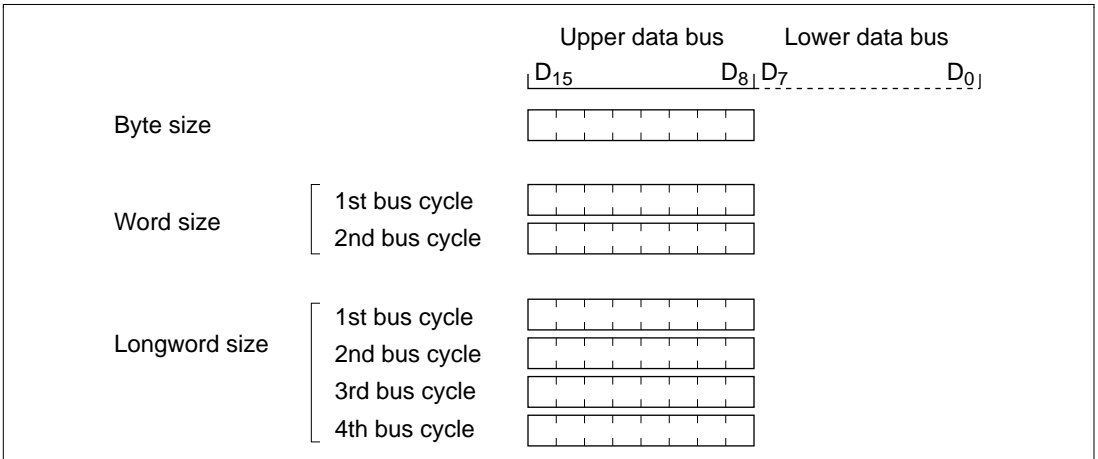 Upper data bus Lower data bus
D15 D8 D7 D0
Byte size
Word size
1st bus cycle
2nd bus cycle
Longword size
1st bus cycle
2nd bus cycle
3rd bus cycle
4th bus cycle